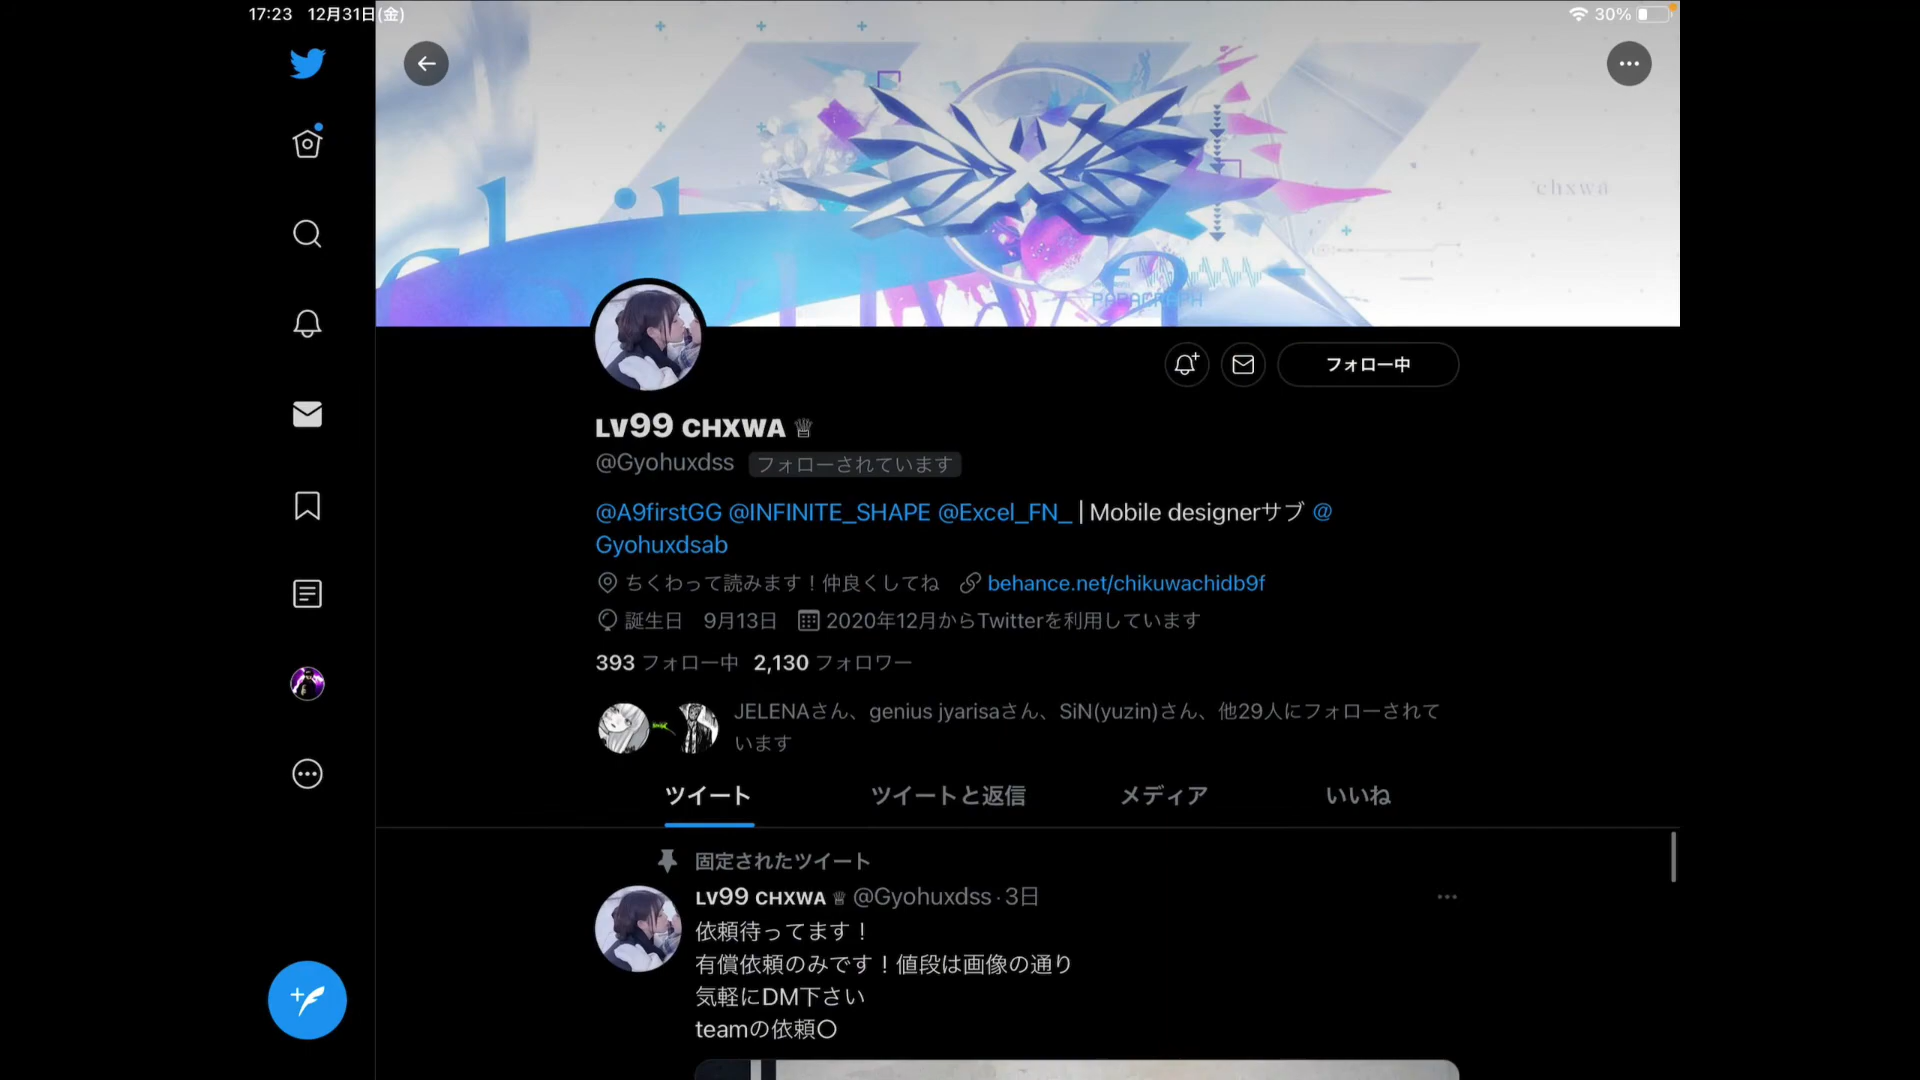 17:23 12月31日(金)
30%
chxwa
PARAGRAPH
フォロー中
LV99 CHXWA ♕
@Gyohuxdss フォローされています
@A9firstGG @INFINITE_SHAPE @Excel_FN_ | Mobile designerサブ @
Gyohuxdsab
ちくわって読みます！仲良くしてね behance.net/chikuwachidb9f
誕生日 9月13日 2020年12月からTwitterを利用しています
393 フォロー中 2,130 フォロワー
JELENAさん、genius jyarisaさん、SiN(yuzin)さん、他29人にフォローされて
います
ツイート ツイートと返信 メディア いいね
固定されたツイート
LV99 CHXWA ♕ @Gyohuxdss · 3日
依頼待ってます！
有償依頼のみです！値段は画像の通り
気軽にDM下さい
teamの依頼〇